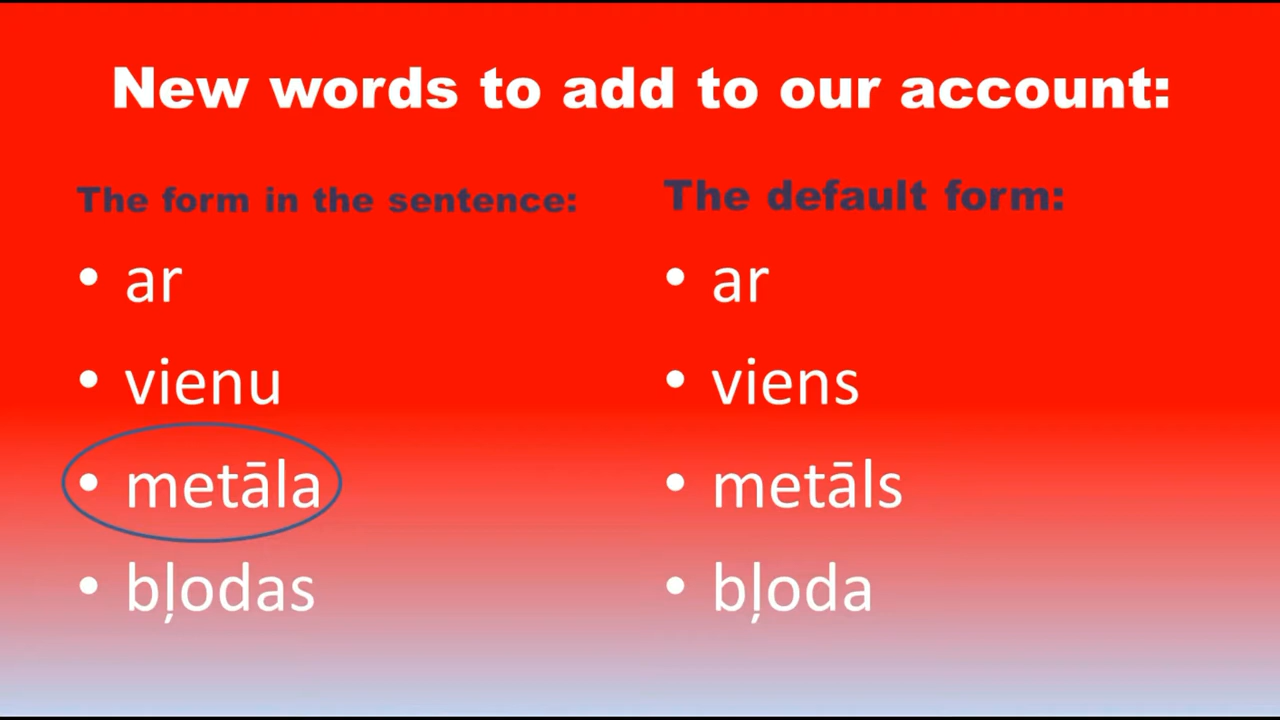 New words to add to our account:
The form in the sentence:
• ar
• vienu
• metāla
• bļodas
The default form:
• ar
• viens
• metāls
• bļoda